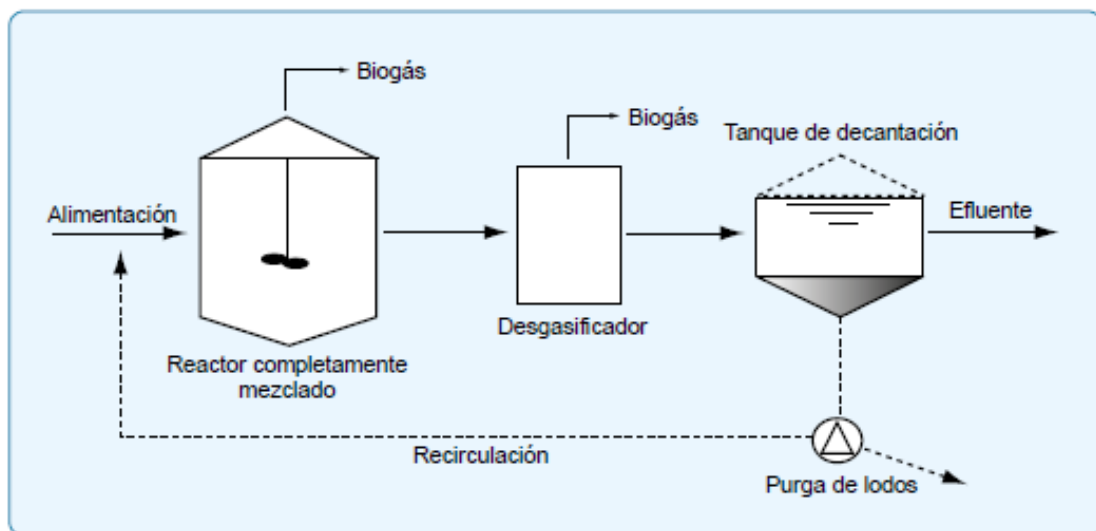 Biogás
Biogás
Tanque de decantación
Alimentación
Efluente
Desgasificador
Reactor completamente
mezclado
Recirculación
Purga de lodos